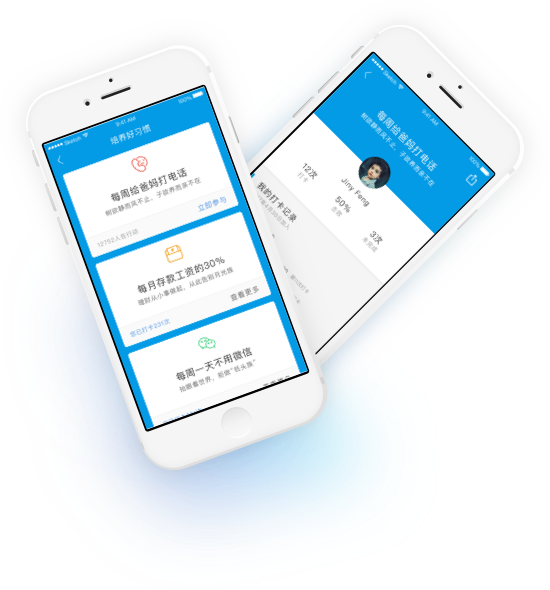 Sketch
9:41 AM
100%
培养好习惯
每周给爸妈打电话
树欲静而风不止,子欲养而亲不在
12752人在行动
立即参与
每月存款工资的30%
理财从小事做起,从此告别月光族
您已打卡231次
查看更多
每周一天不用微信
抬眼看世界,拒做“低头族”
Sketch
9:41 AM
100%
每周给爸妈打电话
树欲静而风不止,子欲养而亲不在
Jiny Feng
12次
打卡
50%
3次
未完成
我的打卡记录